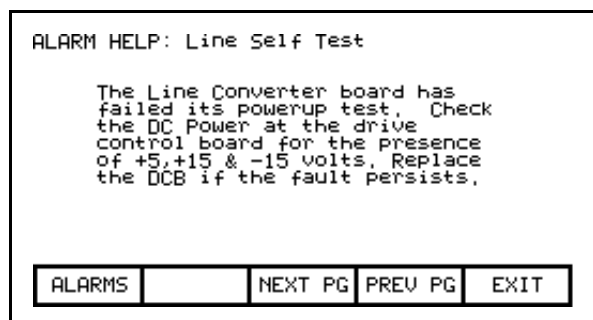 ALARM HELP: Line Self Test
The Line Converter board has
failed its powerup test. Check
the DC Power at the drive
control board for the presence
of +5,+15 & -15 volts. Replace
the DCB if the fault persists.
ALARMS NEXT PG PREV PG EXIT